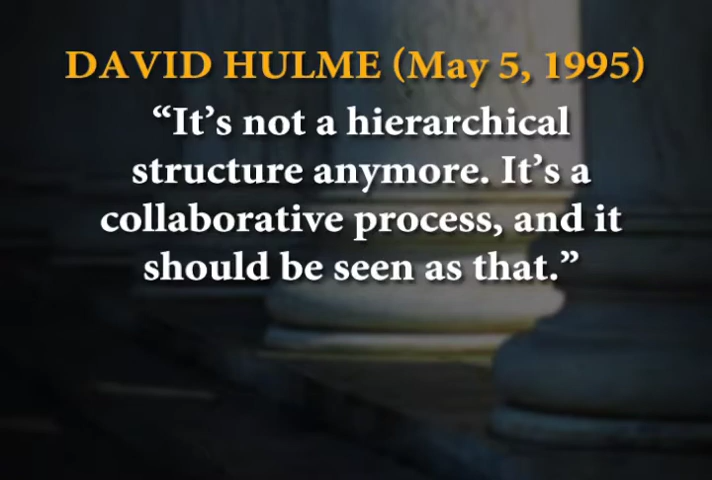 DAVID HULME (May 5, 1995)
“It’s not a hierarchical
structure anymore. It’s a
collaborative process, and it
should be seen as that.”